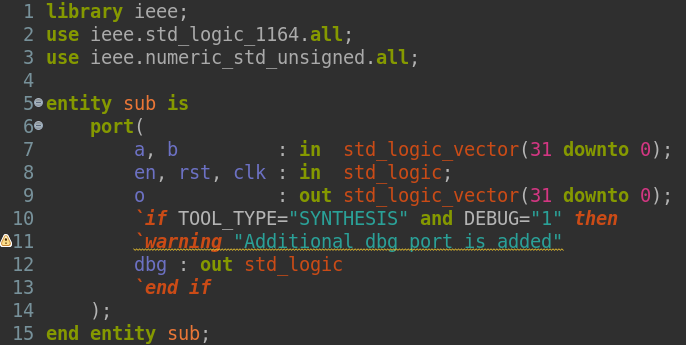 1 library ieee;
2 use ieee.std_logic_1164.all;
3 use ieee.numeric_std_unsigned.all;
4
5 entity sub is
6     port(
7         a, b         : in  std_logic_vector(31 downto 0);
8         en, rst, clk : in  std_logic;
9         o            : out std_logic_vector(31 downto 0);
10         `if TOOL_TYPE="SYNTHESIS" and DEBUG="1" then
11         `warning "Additional dbg port is added"
12         dbg : out std_logic
13         `end if
14     );
15 end entity sub;